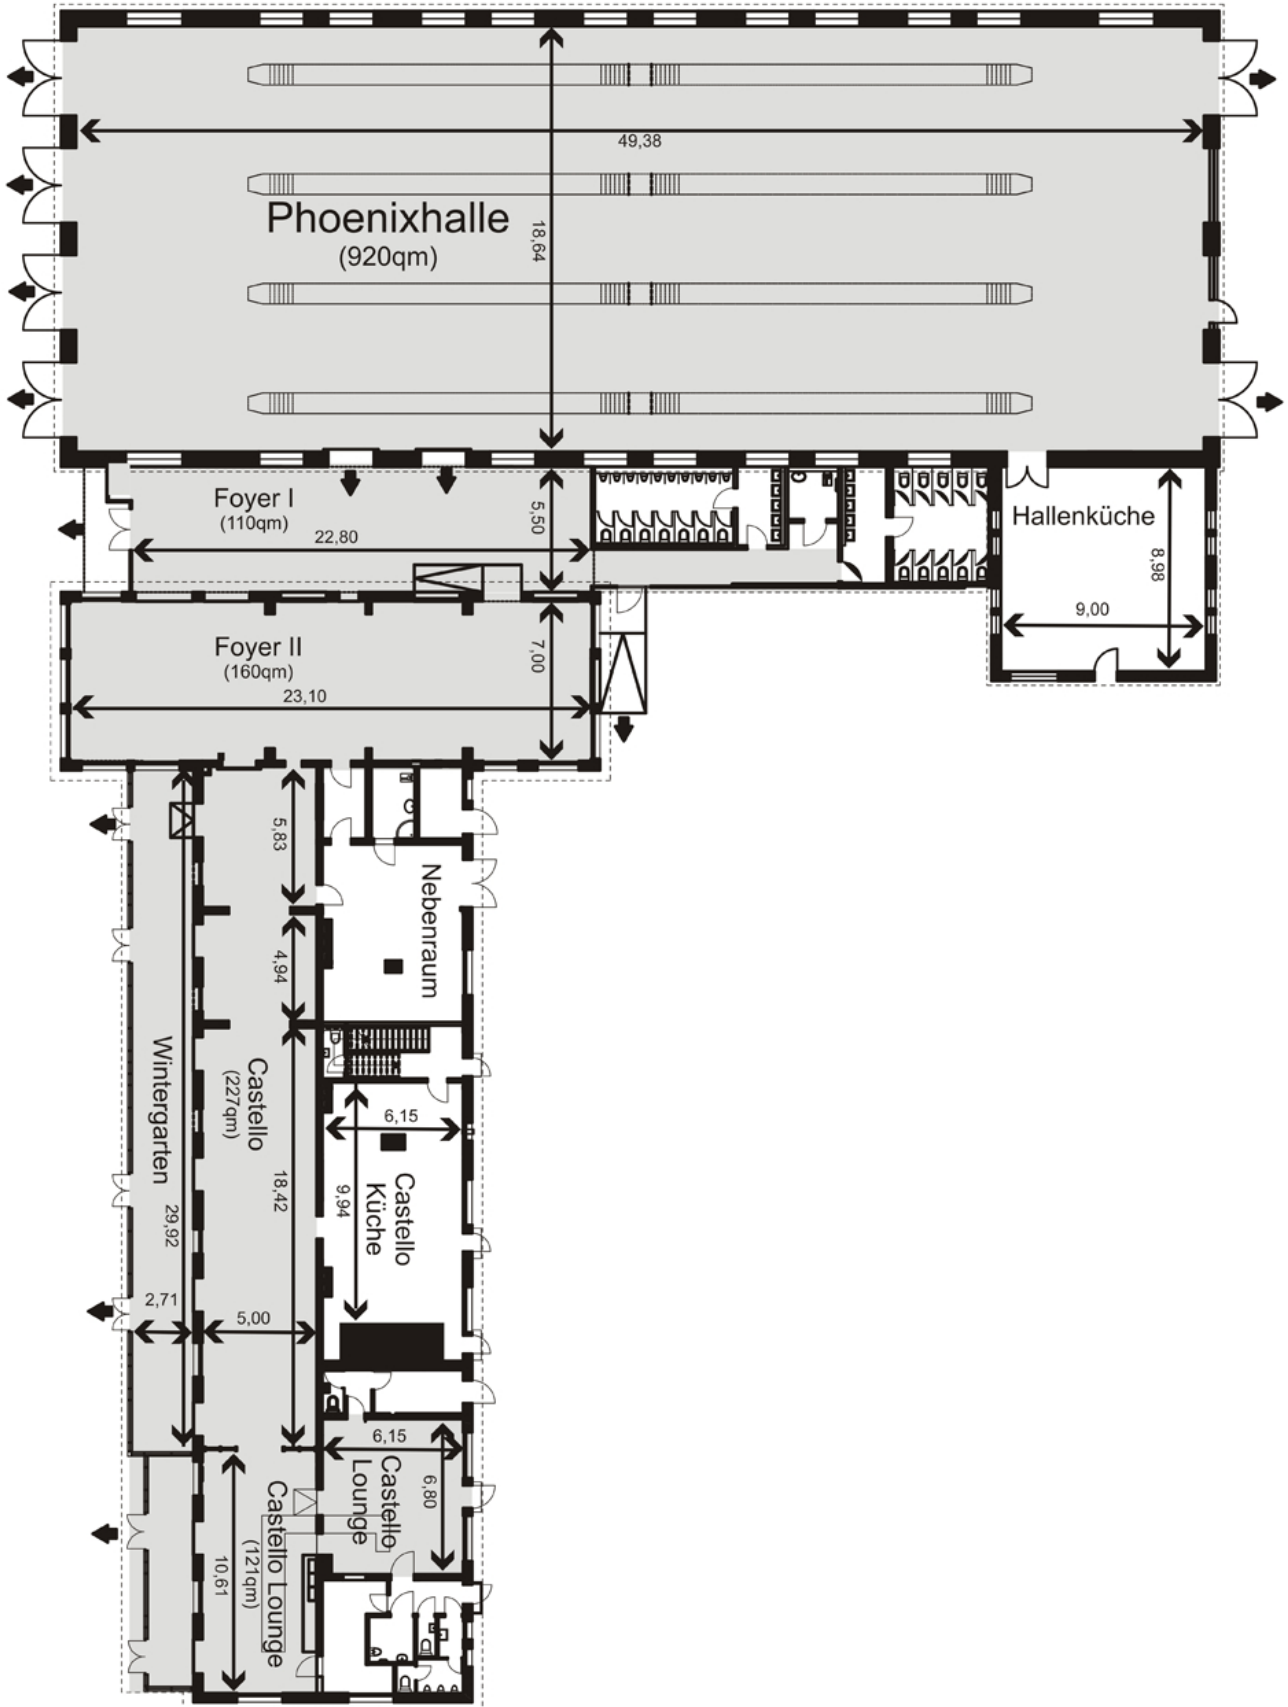 49,38
Phoenixhalle
(920qm)
18,64
Foyer I
(110qm)
22,80
5,50
Hallenküche
8,98
9,00
Foyer II
(160qm)
23,10
7,00
5,83
Nebenraum
4,94
Wintergarten
29,92
2,71
Castello
(227qm)
18,42
5,00
6,15
Castello
Küche
9,94
6,15
Castello
Lounge
6,80
Castello Lounge
(121qm)
10,61